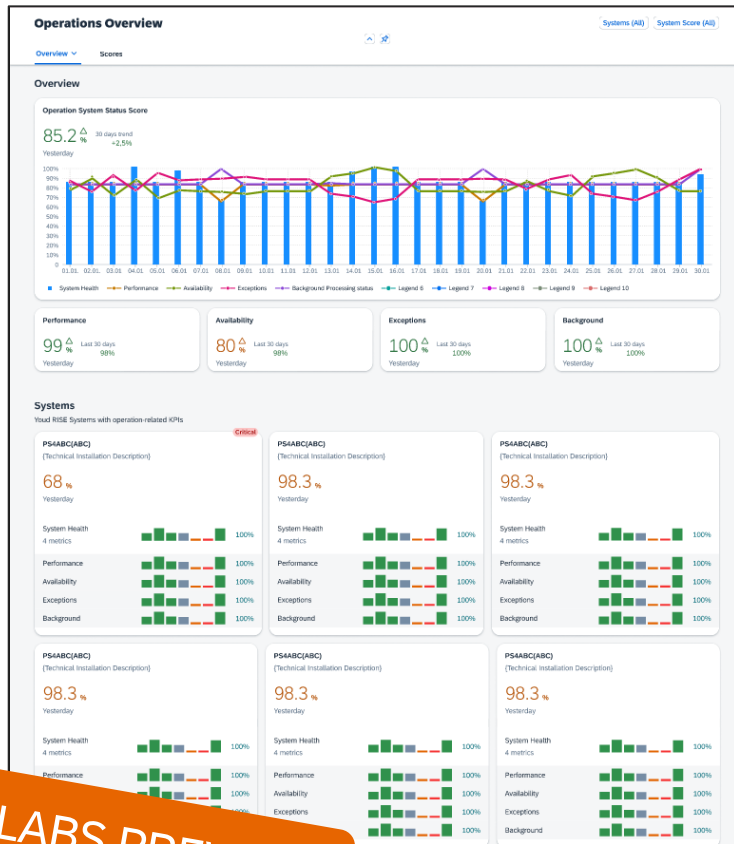 Operations Overview
Systems (All) System Score (All)
Overview Scores
Overview
Operation System Status Score
85.2 % 30 days trend +2,5%
Yesterday
100%
90%
80%
70%
60%
50%
40%
30%
20%
10%
0
01.01 02.01 03.01 04.01 05.01 06.01 07.01 08.01 09.01 10.01 11.01 12.01 13.01 14.01 15.01 16.01 17.01 18.01 19.01 20.01 21.01 22.01 23.01 24.01 25.01 26.01 27.01 28.01 29.01 30.01
System Health Performance Availability Exceptions Background Processing status Legend 6 Legend 7 Legend 8 Legend 9 Legend 10
Performance Availability Exceptions Background
99 % Last 30 days 98% 80 % Last 30 days 98% 100 % Last 30 days 100% 100 % Last 30 days 100%
Yesterday Yesterday Yesterday Yesterday
Systems
Youd RISE Systems with operation-related KPIs
Critical
PS4ABC(ABC) PS4ABC(ABC) PS4ABC(ABC)
{Technical Installation Description} {Technical Installation Description} {Technical Installation Description}
68 % 98.3 % 98.3 %
Yesterday Yesterday Yesterday
System Health 100% System Health 100% System Health 100%
4 metrics 4 metrics 4 metrics
Performance 100% Performance 100% Performance 100%
Availability 100% Availability 100% Availability 100%
Exceptions 100% Exceptions 100% Exceptions 100%
Background 100% Background 100% Background 100%
PS4ABC(ABC) PS4ABC(ABC) PS4ABC(ABC)
{Technical Installation Description} {Technical Installation Description} {Technical Installation Description}
98.3 % 98.3 % 98.3 %
Yesterday Yesterday Yesterday
System Health 100% System Health 100% System Health 100%
4 metrics 4 metrics 4 metrics
Performance 100% Performance 100% Performance 100%
100% Availability 100% Availability 100%
Exceptions 100% Exceptions 100%
100% Background 100%
LABS